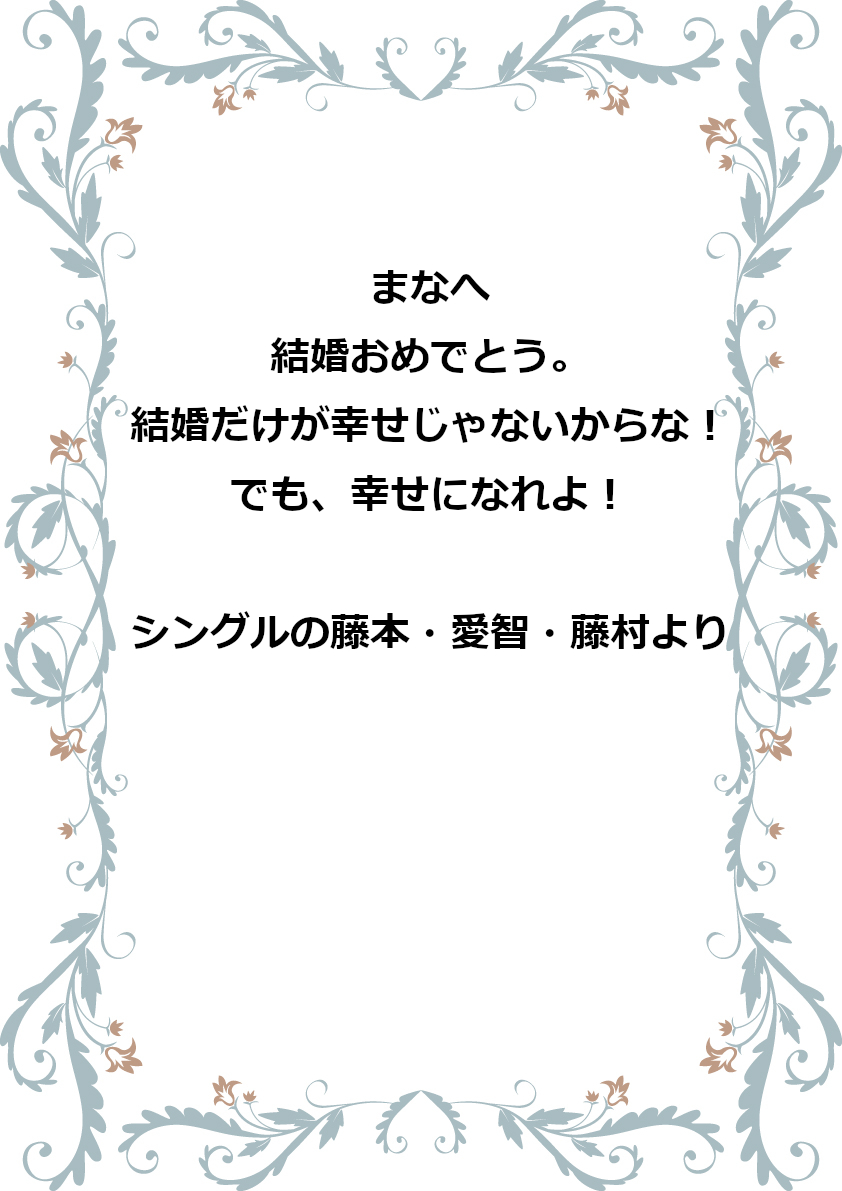 まなへ
結婚おめでとう。
結婚だけが幸せじゃないからな！
でも、幸せになれよ！
シングルの藤本・愛智・藤村より